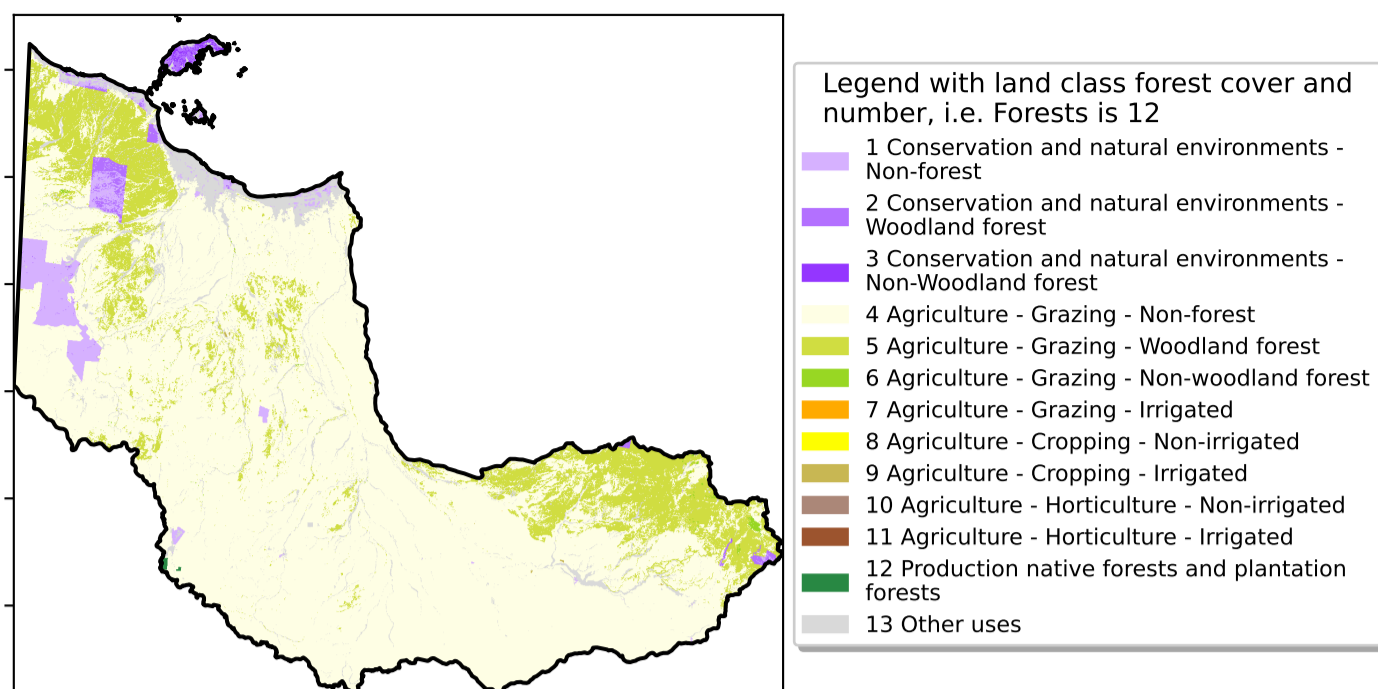 Legend with land class forest cover and
number, i.e. Forests is 12
1 Conservation and natural environments -
Non-forest
2 Conservation and natural environments -
Woodland forest
3 Conservation and natural environments -
Non-Woodland forest
4 Agriculture - Grazing - Non-forest
5 Agriculture - Grazing - Woodland forest
6 Agriculture - Grazing - Non-woodland forest
7 Agriculture - Grazing - Irrigated
8 Agriculture - Cropping - Non-irrigated
9 Agriculture - Cropping - Irrigated
10 Agriculture - Horticulture - Non-irrigated
11 Agriculture - Horticulture - Irrigated
12 Production native forests and plantation
forests
13 Other uses